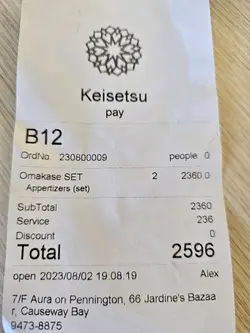 Keisetsu
pay
B12
OrdNo. 230800009 people 0
Omakase SET 2 2360.0
Appertizers (set)
SubTotal 2360
Service 236
Discount 0
Total 2596
open 2023/08/02 19:08:19 Alex
7/F Aura on Pennington, 66 Jardine's Bazaa
r, Causeway Bay
9473-8875